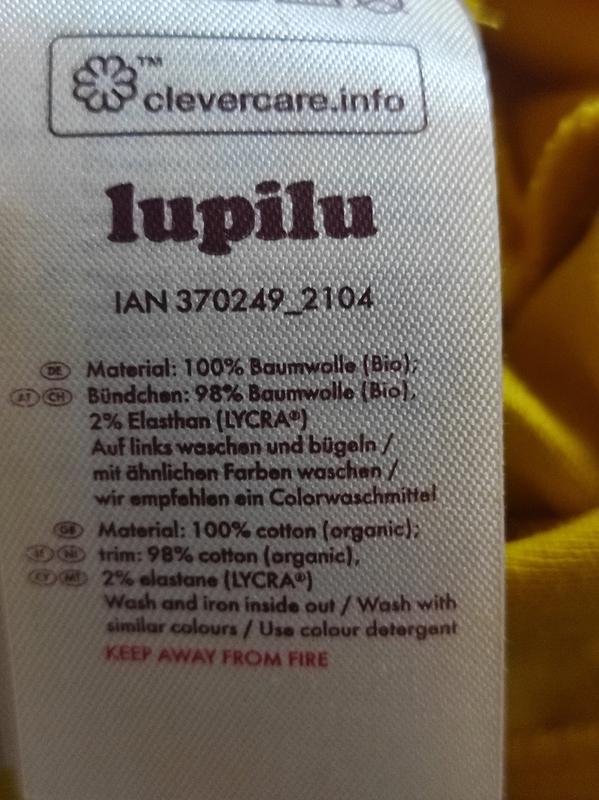 ™
clevercare.info
lupilu
IAN 370249_2104
DE Material: 100% Baumwolle (Bio);
AT CH Bündchen: 98% Baumwolle (Bio),
2% Elasthan (LYCRA®)
Auf links waschen und bügeln /
mit ähnlichen Farben waschen /
wir empfehlen ein Colorwaschmittel
GB Material: 100% cotton (organic);
IE NI trim: 98% cotton (organic),
CY MT 2% elastane (LYCRA®)
Wash and iron inside out / Wash with
similar colours / Use colour detergent
KEEP AWAY FROM FIRE